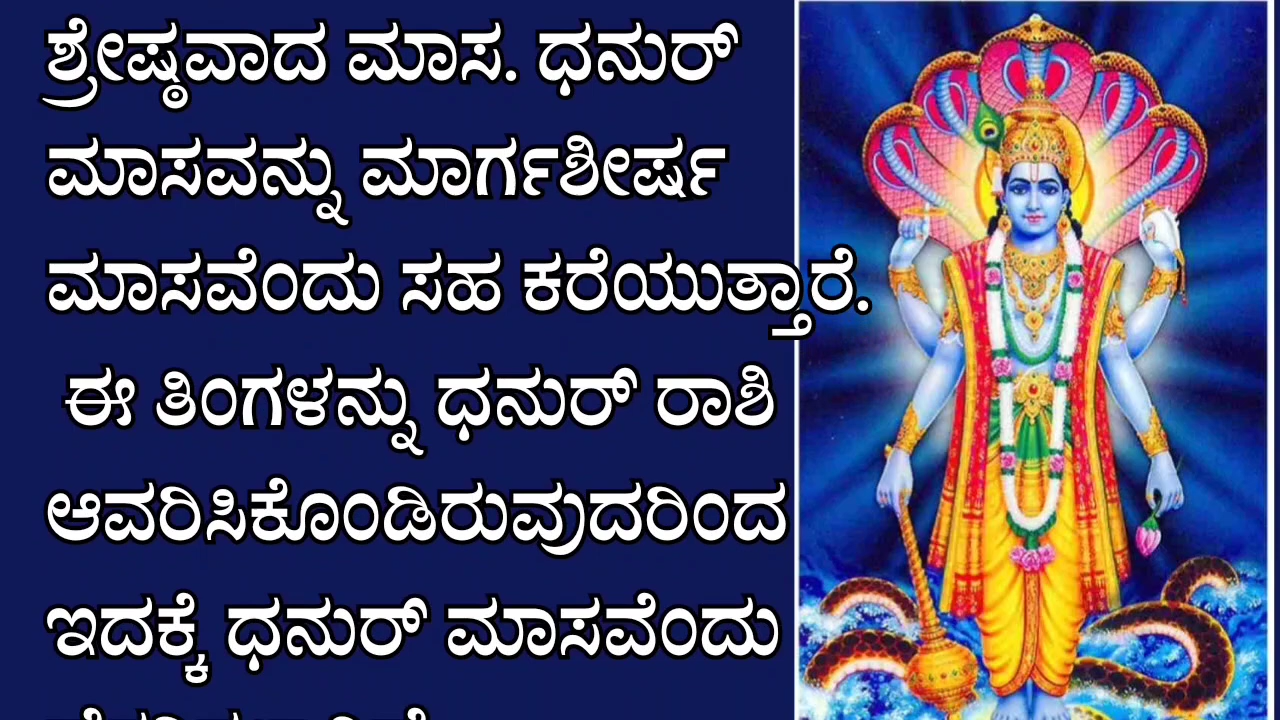 ಶ್ರೇಷ್ಠವಾದ ಮಾಸ. ಧನುರ್
ಮಾಸವನ್ನು ಮಾರ್ಗಶೀರ್ಷ
ಮಾಸವೆಂದು ಸಹ ಕರೆಯುತ್ತಾರೆ.
ಈ ತಿಂಗಳನ್ನು ಧನುರ್ ರಾಶಿ
ಆವರಿಸಿಕೊಂಡಿರುವುದರಿಂದ
ಇದಕ್ಕೆ ಧನುರ್ ಮಾಸವೆಂದು